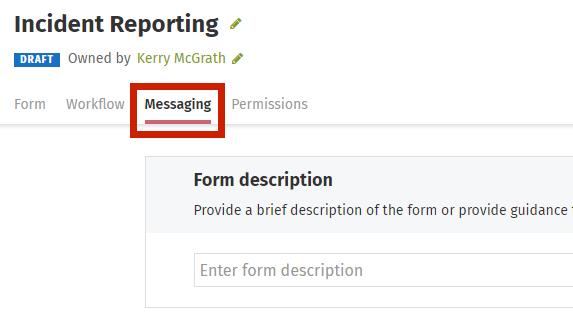 Incident Reporting
DRAFT Owned by Kerry McGrath
Form Workflow Messaging Permissions
Form description
Provide a brief description of the form or provide guidance
Enter form description